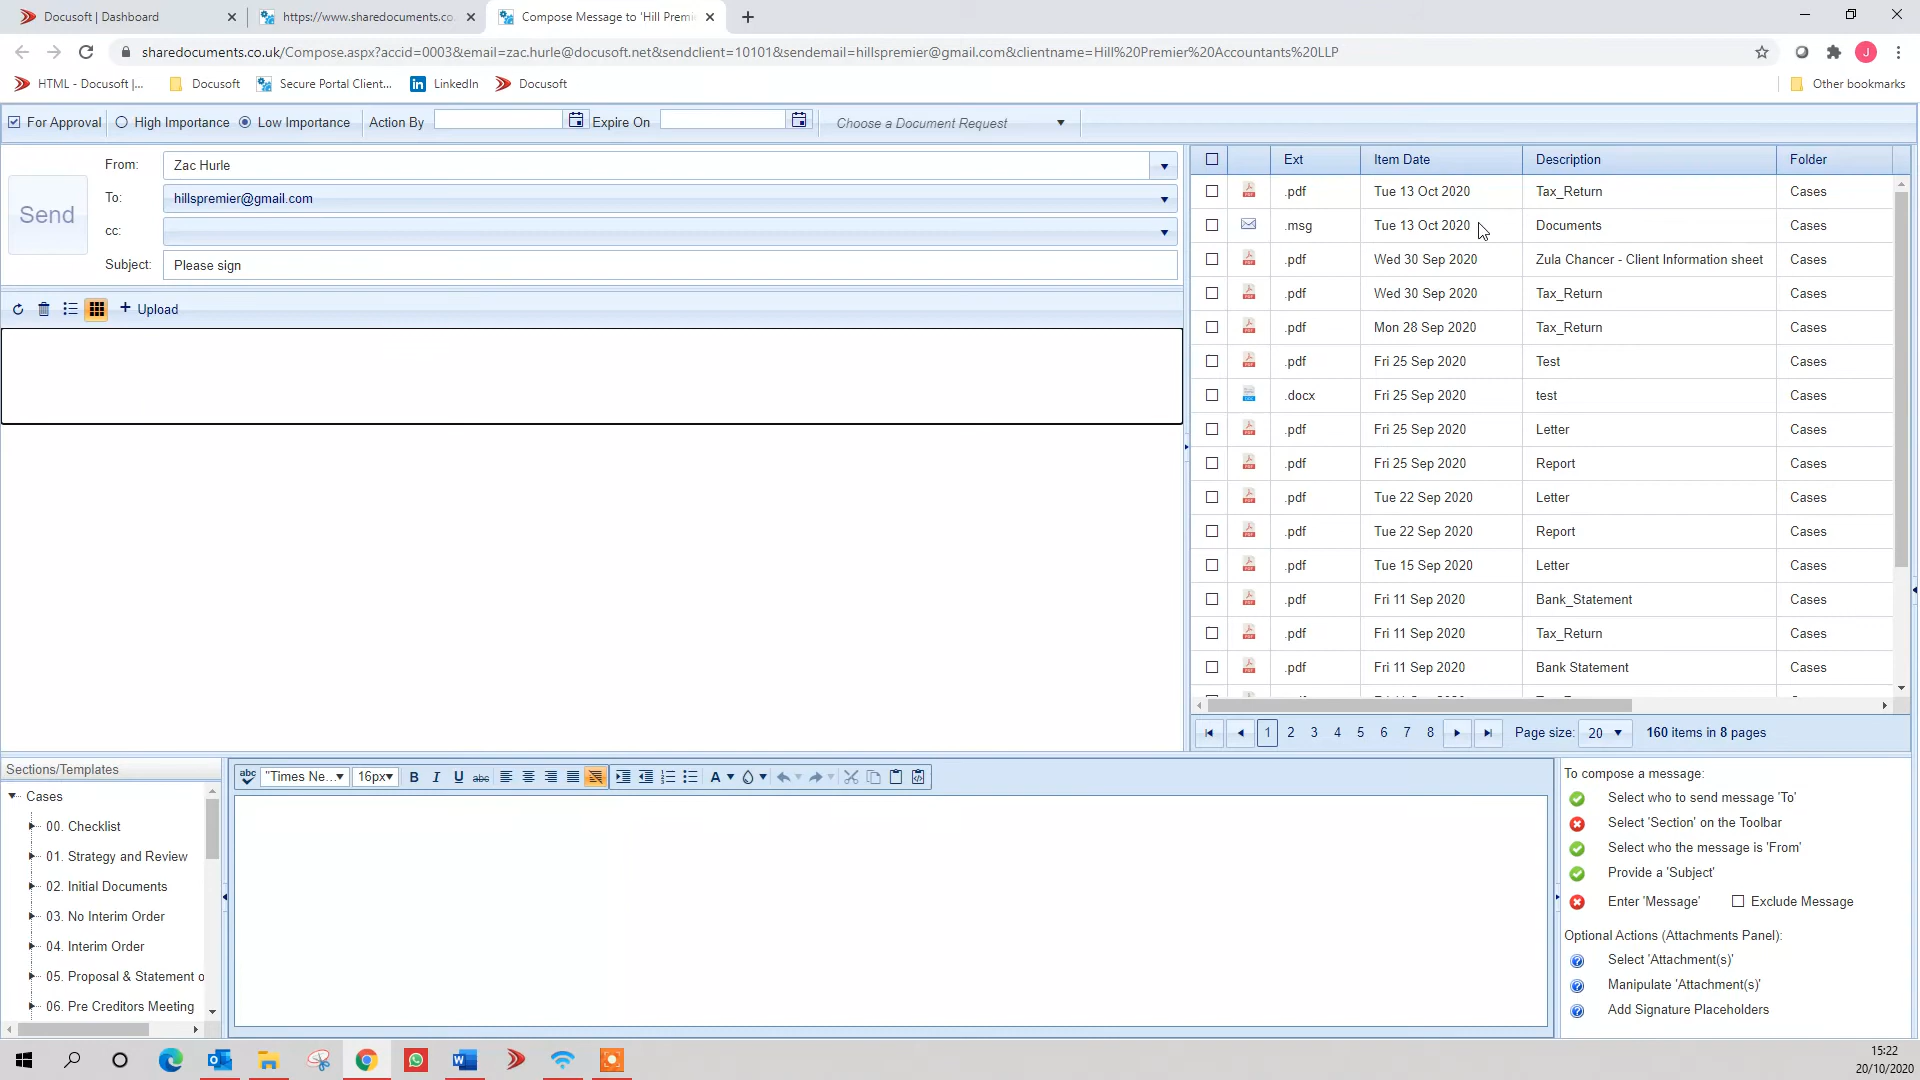 Docusoft | Dashboard
https://www.sharedocuments.co.
Compose Message to 'Hill Premi
sharedocuments.co.uk/Compose.aspx?accid=0003&email=zac.hurle@docusoft.net&sendclient=10101&sendemail=hillspremier@gmail.com&clientname=Hill%20Premier%20Accountants%20LLP
J
HTML - Docusoft |...
Docusoft
Secure Portal Client...
LinkedIn
Docusoft
Other bookmarks
For Approval
High Importance
Low Importance
Action By
Expire On
Choose a Document Request
Send
From: Zac Hurle
To: hillspremier@gmail.com
cc:
Subject: Please sign
+ Upload
Ext Item Date Description Folder
.pdf Tue 13 Oct 2020 Tax_Return Cases
.msg Tue 13 Oct 2020 Documents Cases
.pdf Wed 30 Sep 2020 Zula Chancer - Client Information sheet Cases
.pdf Wed 30 Sep 2020 Tax_Return Cases
.pdf Mon 28 Sep 2020 Tax_Return Cases
.pdf Fri 25 Sep 2020 Test Cases
.docx Fri 25 Sep 2020 test Cases
.pdf Fri 25 Sep 2020 Letter Cases
.pdf Fri 25 Sep 2020 Report Cases
.pdf Tue 22 Sep 2020 Letter Cases
.pdf Tue 22 Sep 2020 Report Cases
.pdf Tue 15 Sep 2020 Letter Cases
.pdf Fri 11 Sep 2020 Bank_Statement Cases
.pdf Fri 11 Sep 2020 Tax_Return Cases
.pdf Fri 11 Sep 2020 Bank Statement Cases
1 2 3 4 5 6 7 8 Page size: 20 160 items in 8 pages
Sections/Templates
Cases
00. Checklist
01. Strategy and Review
02. Initial Documents
03. No Interim Order
04. Interim Order
05. Proposal & Statement o
06. Pre Creditors Meeting
abc "Times Ne... 16px B I U abc A
To compose a message:
Select who to send message 'To'
Select 'Section' on the Toolbar
Select who the message is 'From'
Provide a 'Subject'
Enter 'Message' Exclude Message
Optional Actions (Attachments Panel):
Select 'Attachment(s)'
Manipulate 'Attachment(s)'
Add Signature Placeholders
15:22
20/10/2020